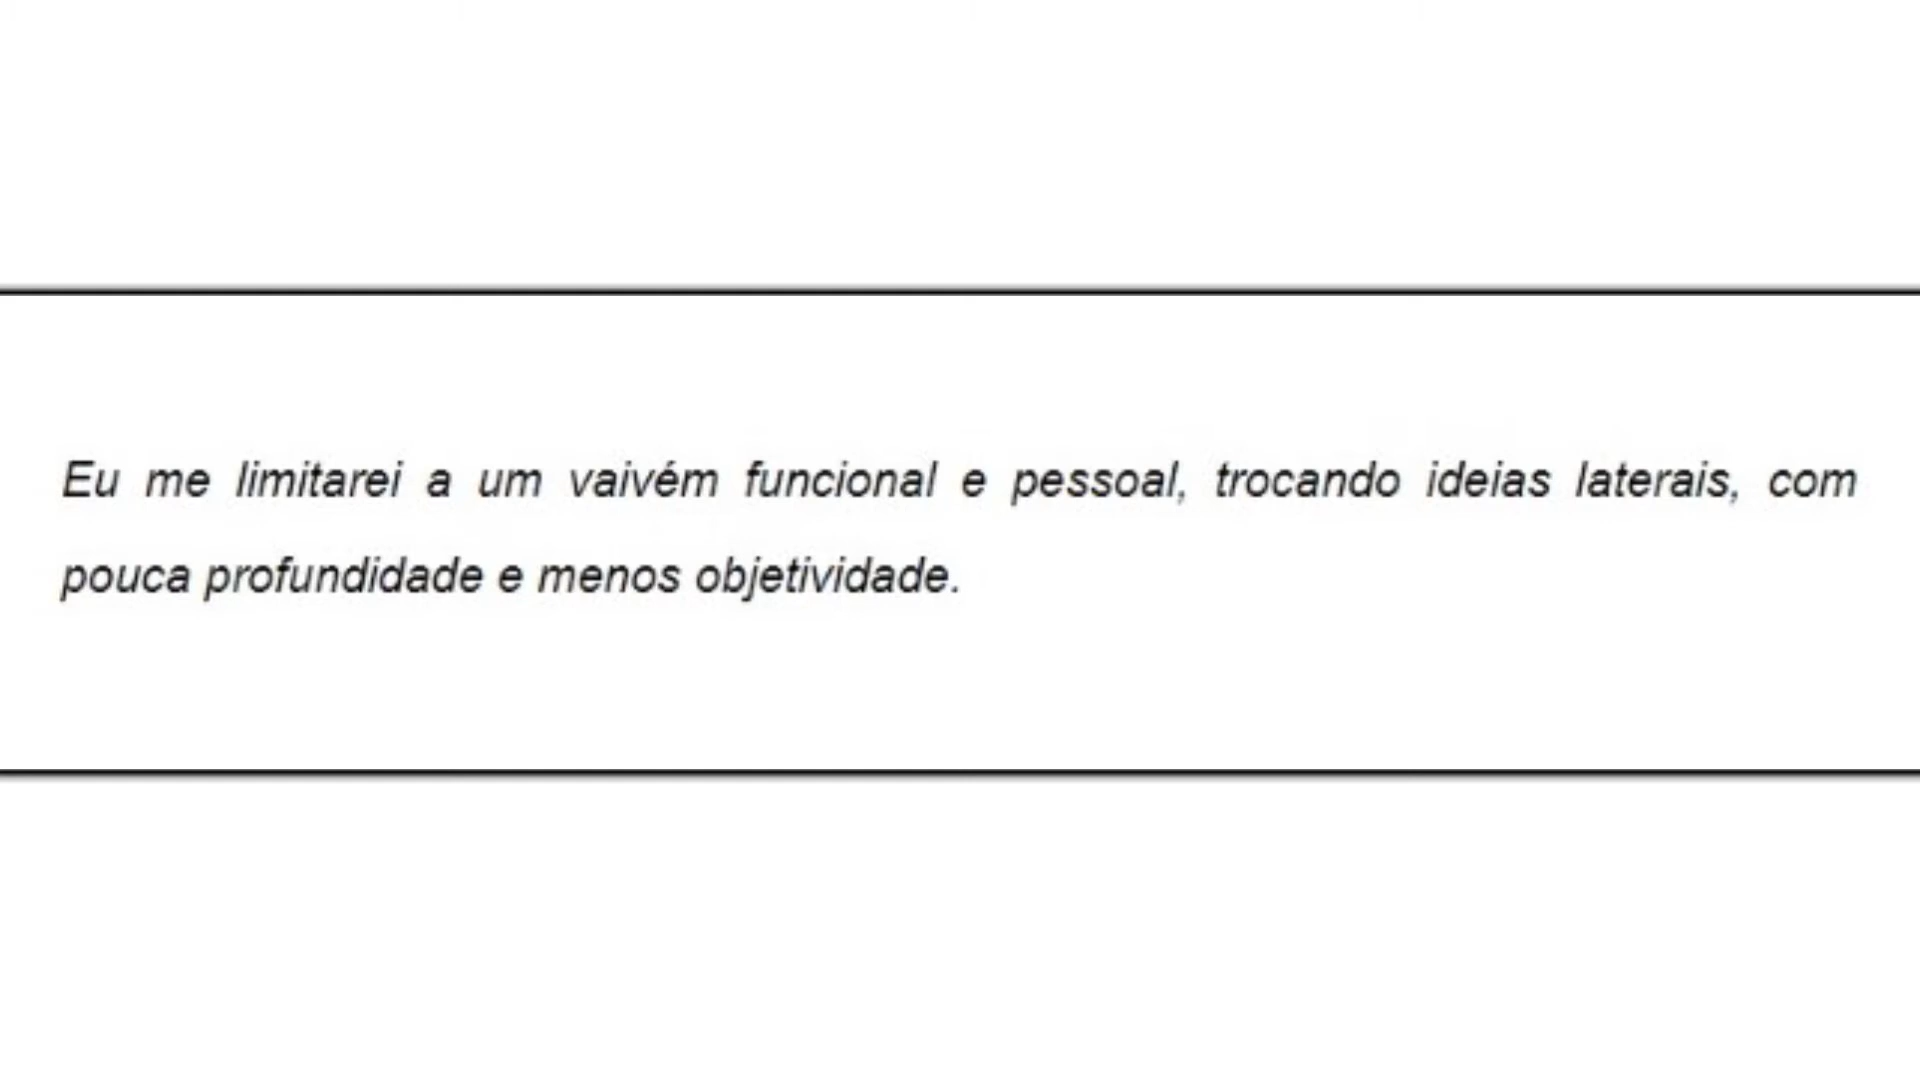 Eu me limitarei a um vaivém funcional e pessoal, trocando ideias laterais, com
pouca profundidade e menos objetividade.